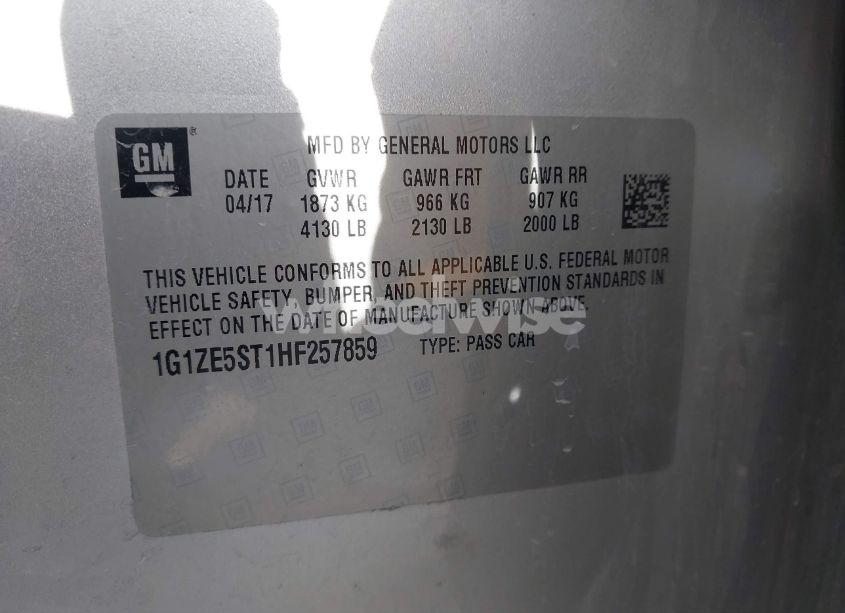 GM
MFD BY GENERAL MOTORS LLC
DATE GVWR GAWR FRT GAWR RR
04/17 1873 KG 966 KG 907 KG
4130 LB 2130 LB 2000 LB
THIS VEHICLE CONFORMS TO ALL APPLICABLE U.S. FEDERAL MOTOR
VEHICLE SAFETY, BUMPER, AND THEFT PREVENTION STANDARDS IN
EFFECT ON THE DATE OF MANUFACTURE SHOWN ABOVE.
1G1ZE5ST1HF257859 TYPE: PASS CAR
wheelwise